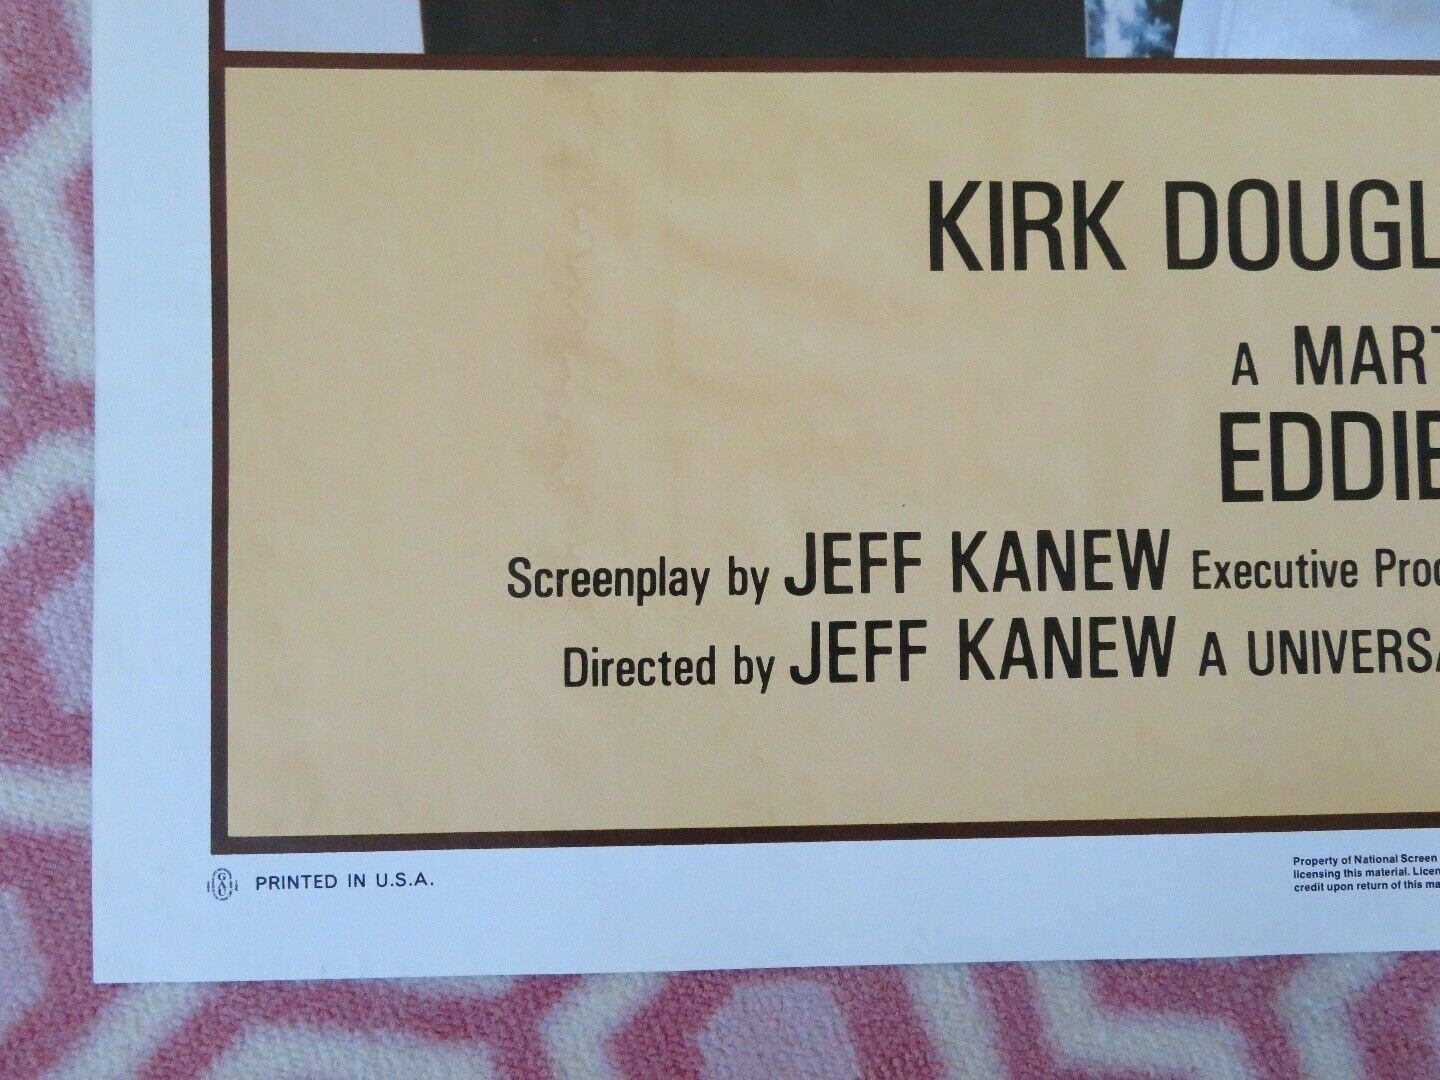 KIRK DOUGL
A MART
EDDIE
Screenplay by JEFF KANEW Executive Prod
Directed by JEFF KANEW A UNIVERSA
PRINTED IN U.S.A.
Property of National Screen
licensing this material. Licen
credit upon return of this ma